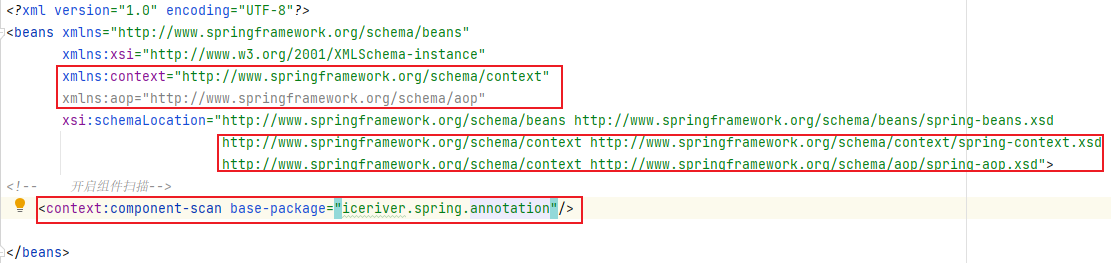 <?xml version="1.0" encoding="UTF-8"?>
<beans xmlns="http://www.springframework.org/schema/beans"
xmlns:xsi="http://www.w3.org/2001/XMLSchema-instance"
xmlns:context="http://www.springframework.org/schema/context"
xmlns:aop="http://www.springframework.org/schema/aop"
xsi:schemaLocation="http://www.springframework.org/schema/beans http://www.springframework.org/schema/beans/spring-beans.xsd
http://www.springframework.org/schema/context http://www.springframework.org/schema/context/spring-context.xsd
http://www.springframework.org/schema/context http://www.springframework.org/schema/aop/spring-aop.xsd">
<!-- 开启组件扫描-->
<context:component-scan base-package="iceriver.spring.annotation"/>
</beans>